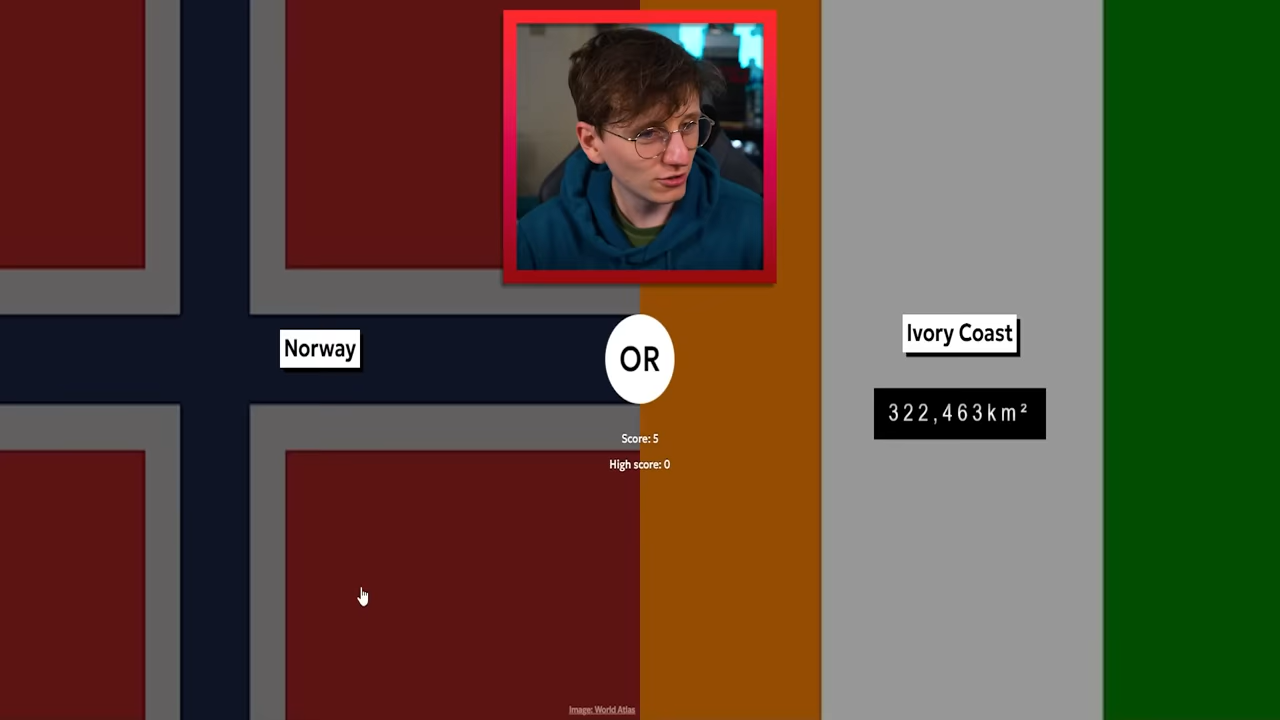 Norway
OR
Ivory Coast
322,463km²
Score: 5
High score: 0
Image: World Atlas